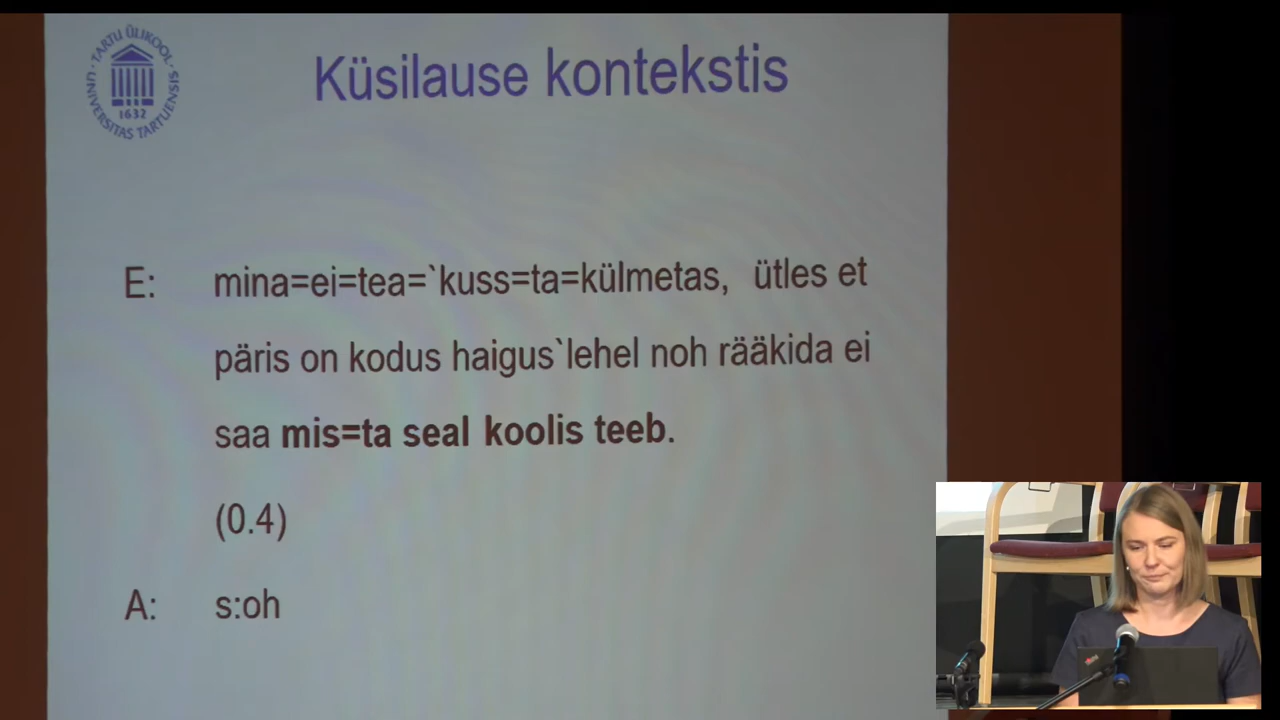 TARTU ÜLIKOOL
1632
UNIVERSITAS TARTUENSIS
Küsilause kontekstis
E: mina=ei=tea=`kuss=ta=külmetas, ütles et
päris on kodus haigus`lehel noh rääkida ei
saa mis=ta seal koolis teeb.
(0.4)
A: s:oh